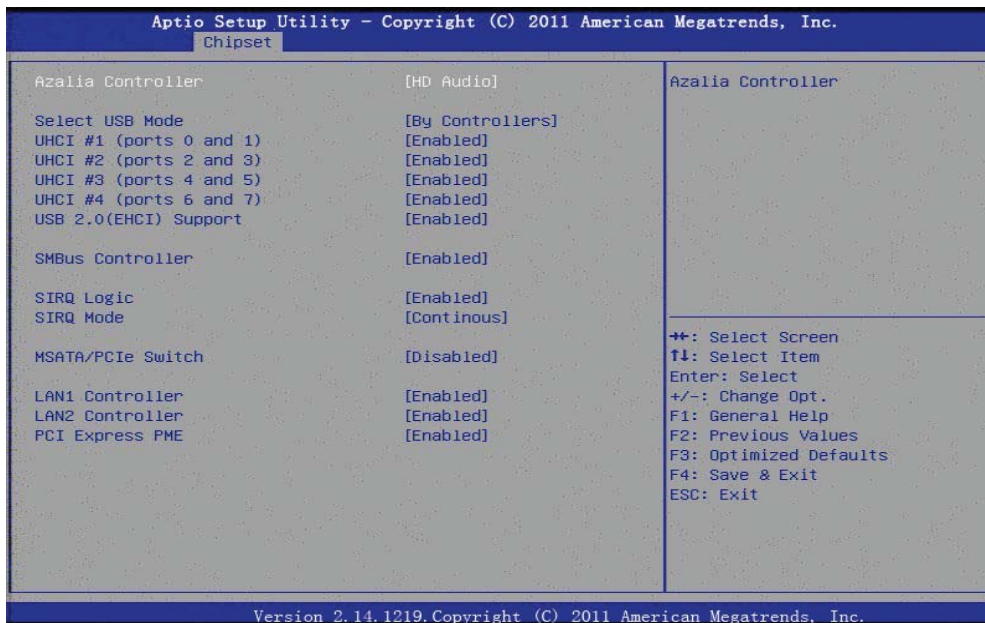 Aptio Setup Utility - Copyright (C) 2011 American Megatrends, Inc.
Chipset
Azalia Controller [HD Audio]
Select USB Mode [By Controllers]
UHCI #1 (ports 0 and 1) [Enabled]
UHCI #2 (ports 2 and 3) [Enabled]
UHCI #3 (ports 4 and 5) [Enabled]
UHCI #4 (ports 6 and 7) [Enabled]
USB 2.0(EHCI) Support [Enabled]
SMBus Controller [Enabled]
SIRQ Logic [Enabled]
SIRQ Mode [Continous]
MSATA/PCIe Switch [Disabled]
LAN1 Controller [Enabled]
LAN2 Controller [Enabled]
PCI Express PME [Enabled]
Azalia Controller
→←: Select Screen
↑↓: Select Item
Enter: Select
+/-: Change Opt.
F1: General Help
F2: Previous Values
F3: Optimized Defaults
F4: Save & Exit
ESC: Exit
Version 2.14.1219. Copyright (C) 2011 American Megatrends, Inc.